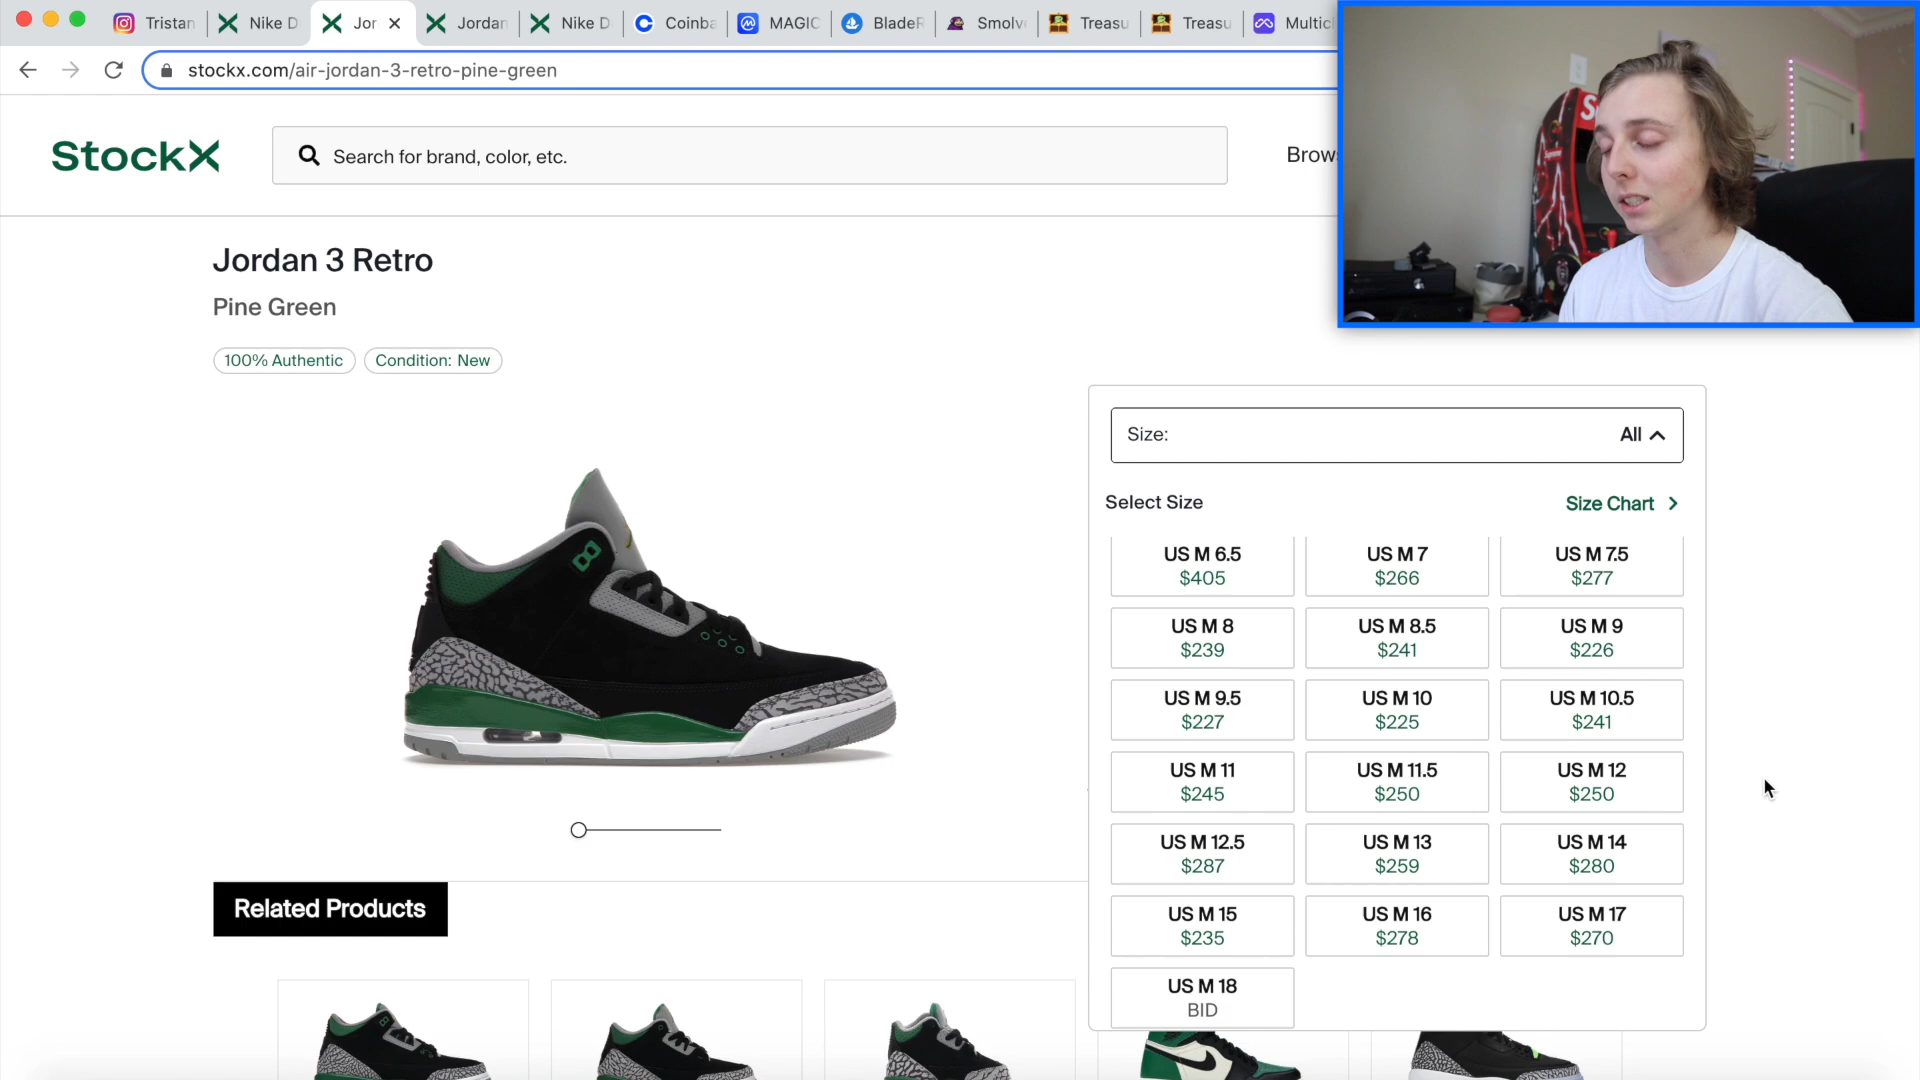 Tristan
Nike D
Jor
Jordan
Nike D
Coinba
MAGIC
BladeR
Smolv
Treasu
Treasu
Multic
stockx.com/air-jordan-3-retro-pine-green
StockX
Search for brand, color, etc.
Brows
Jordan 3 Retro
Pine Green
100% Authentic
Condition: New
Size:
All
Select Size
Size Chart
US M 6.5
$405
US M 7
$266
US M 7.5
$277
US M 8
$239
US M 8.5
$241
US M 9
$226
US M 9.5
$227
US M 10
$225
US M 10.5
$241
US M 11
$245
US M 11.5
$250
US M 12
$250
US M 12.5
$287
US M 13
$259
US M 14
$280
US M 15
$235
US M 16
$278
US M 17
$270
US M 18
BID
Related Products